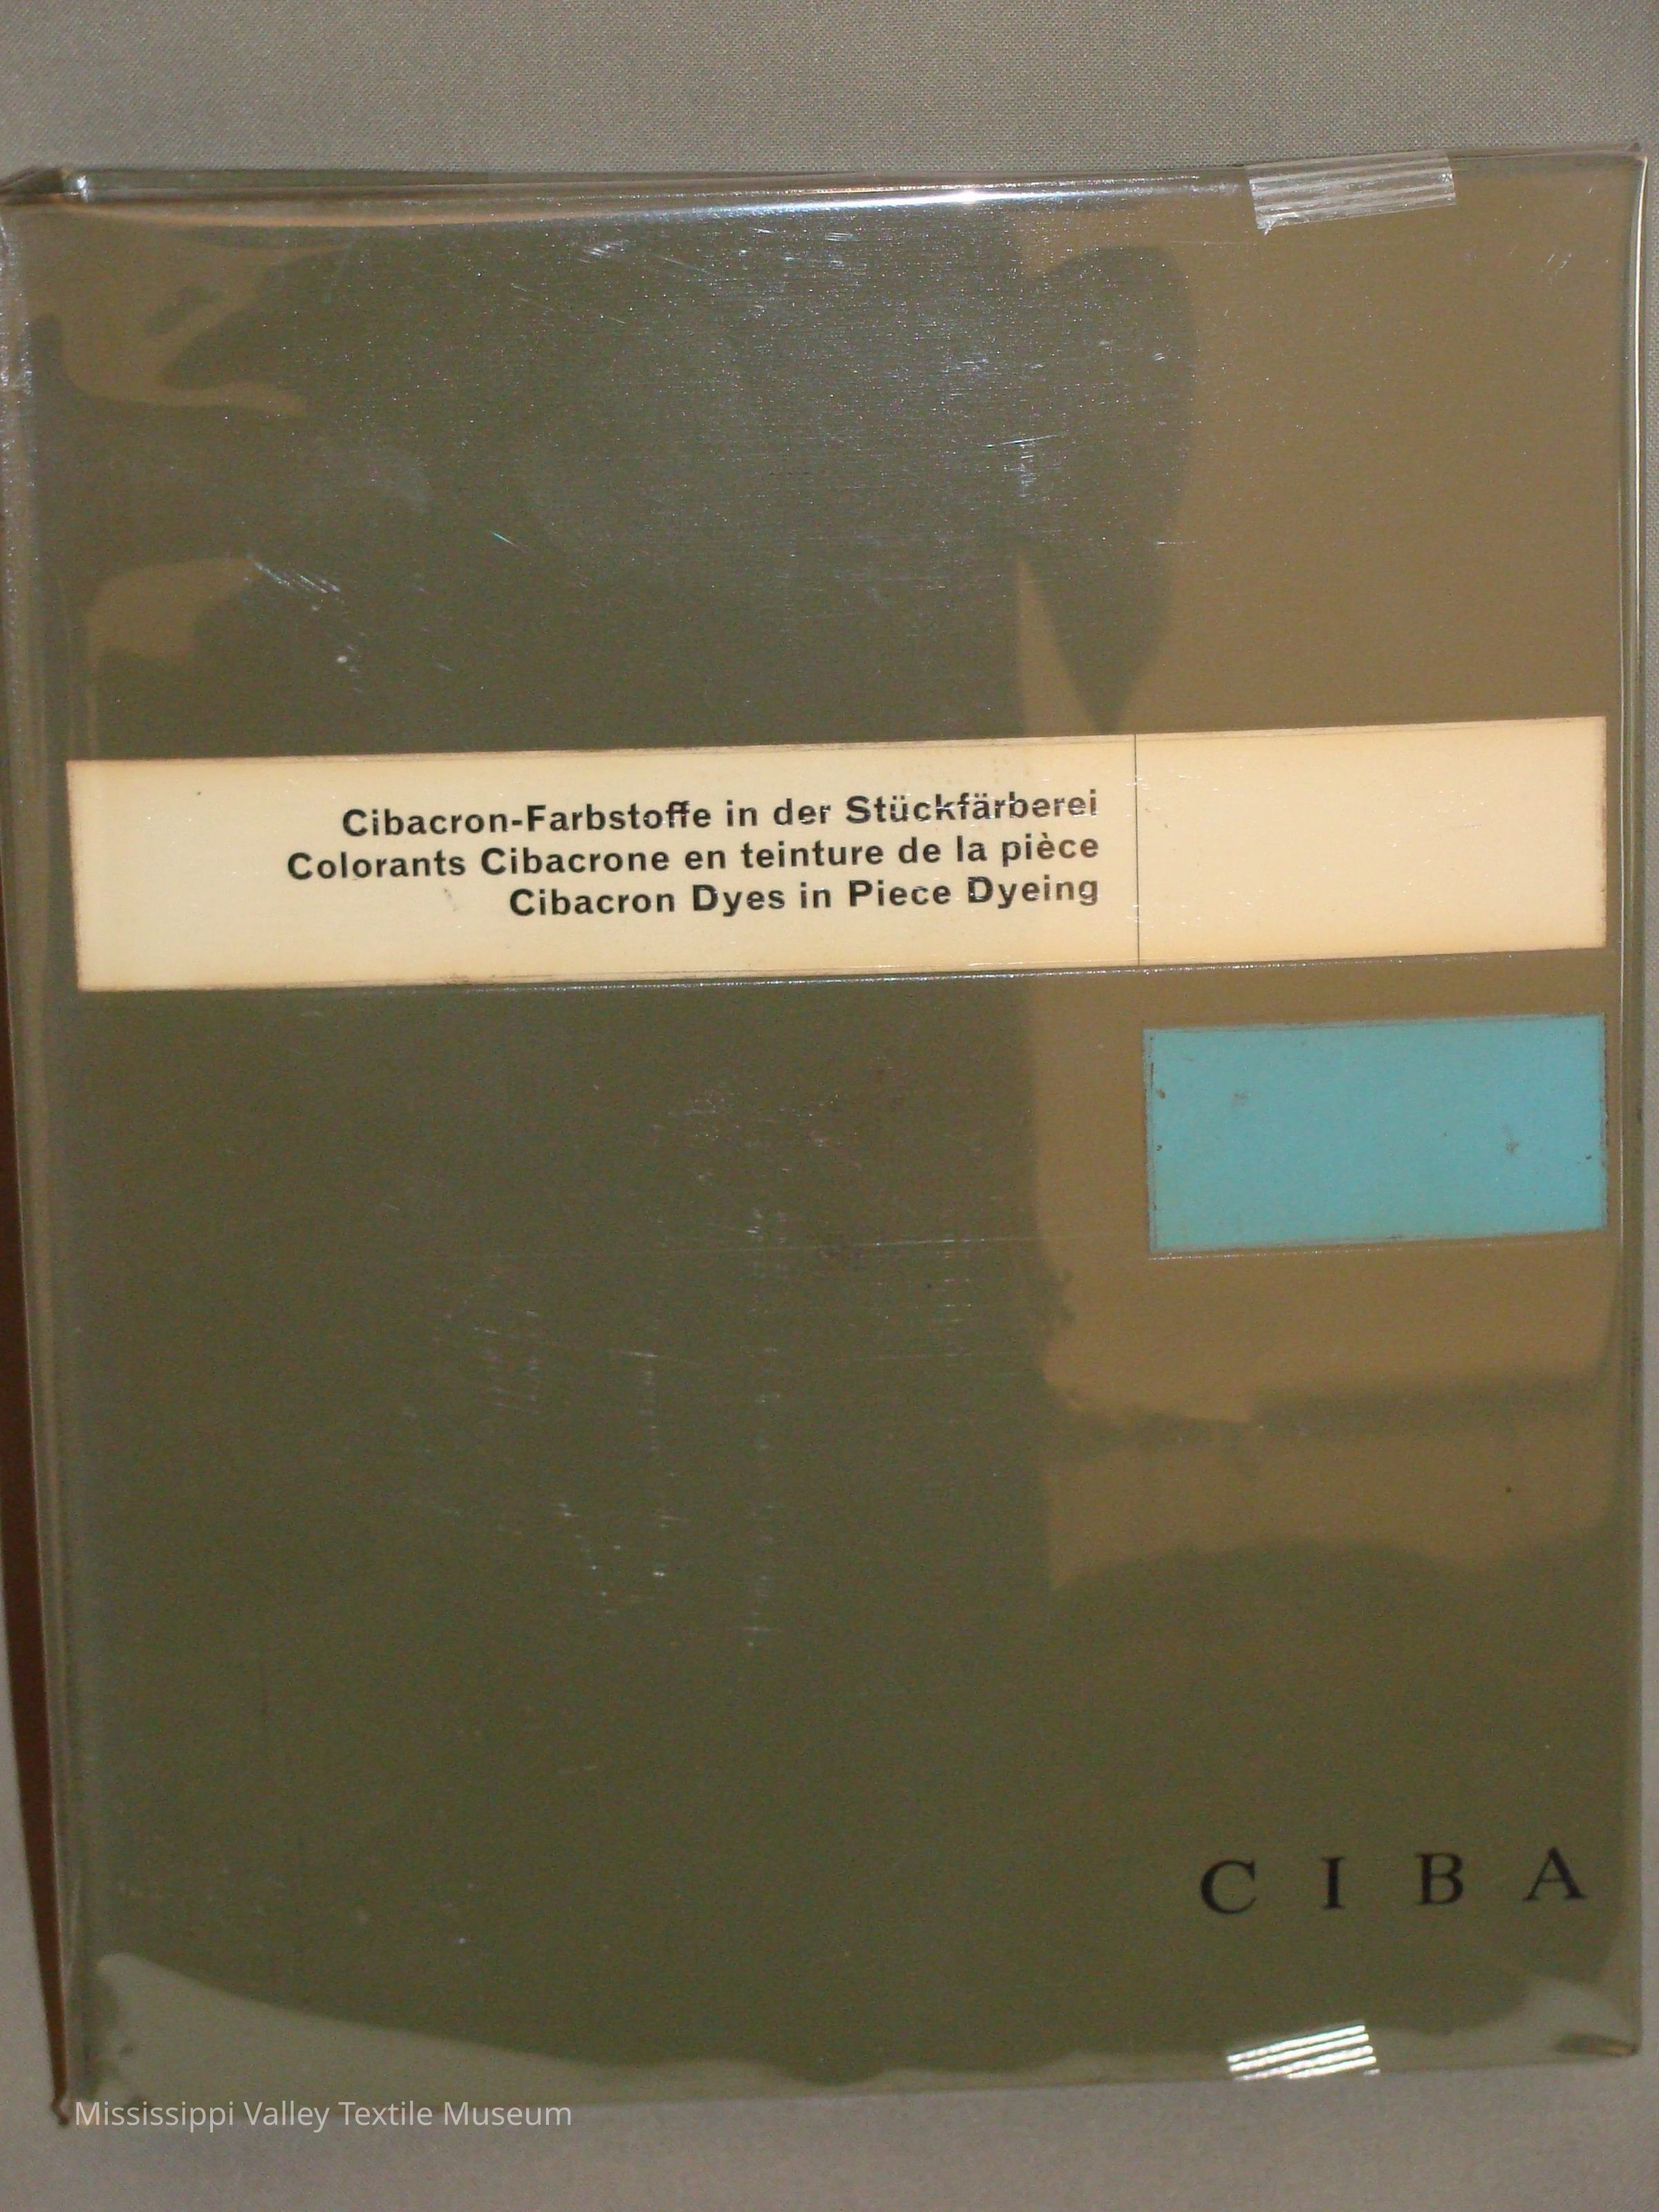 Cibacron-Farbstoffe in der Stückfärberei
Colorants Cibacrone en teinture de la pièce
Cibacron Dyes in Piece Dyeing
CIBA
Mississippi Valley Textile Museum